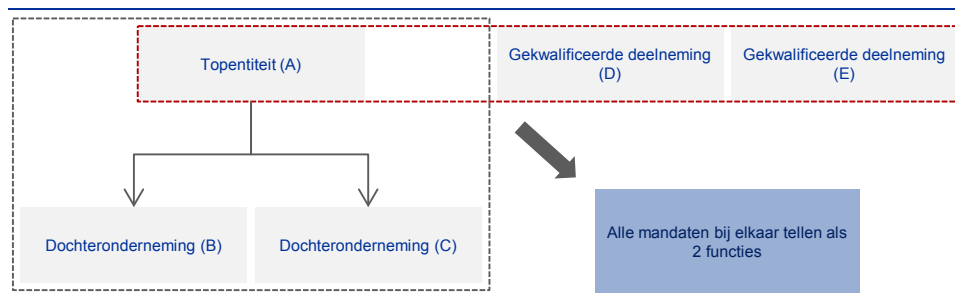 Topentiteit (A)
Gekwalificeerde deelneming
(D)
Gekwalificeerde deelneming
(E)
Dochteronderneming (B)
Dochteronderneming (C)
Alle mandaten bij elkaar tellen als
2 functies